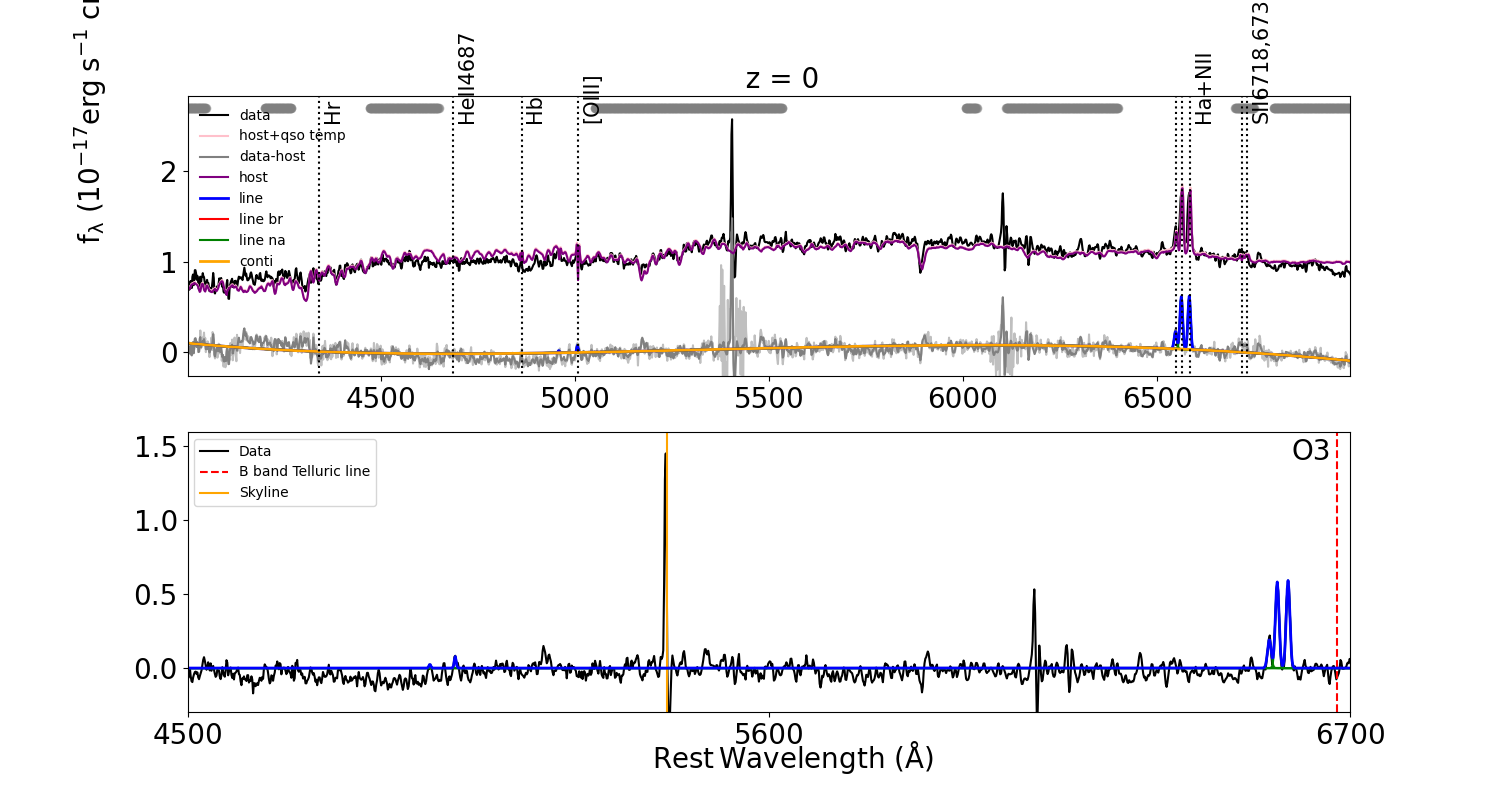 z = 0
fλ (10−17erg s−1 c
Hr
HeII4687
Hb
[OIII]
Ha+NII
SII6718,673
data
host+qso temp
data-host
host
line
line br
line na
conti
2
1
0
4500 5000 5500 6000 6500
O3
Data
B band Telluric line
Skyline
1.5
1.0
0.5
0.0
4500 5600 6700
Rest Wavelength (Å)